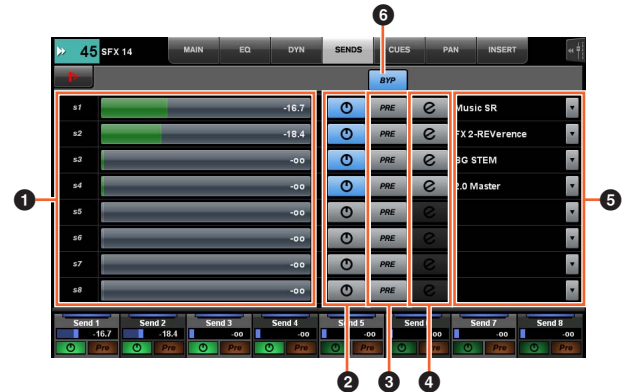 6
45 SFX 14 MAIN EQ DYN SENDS CUES PAN INSERT
BYP
s1 -16.7 PRE e Music SR
s2 -18.4 PRE e FX 2-REVerence
s3 -oo PRE e BG STEM
s4 -oo PRE e 2.0 Master
1 5
s5 -oo PRE e
s6 -oo PRE e
s7 -oo PRE e
s8 -oo PRE e
Send 1 Send 2 Send 3 Send 4 Send 5 Send 6 Send 7 Send 8
-16.7 -18.4 -oo -oo -oo -oo -oo -oo
Pre Pre Pre Pre Pre Pre Pre Pre
2 3 4